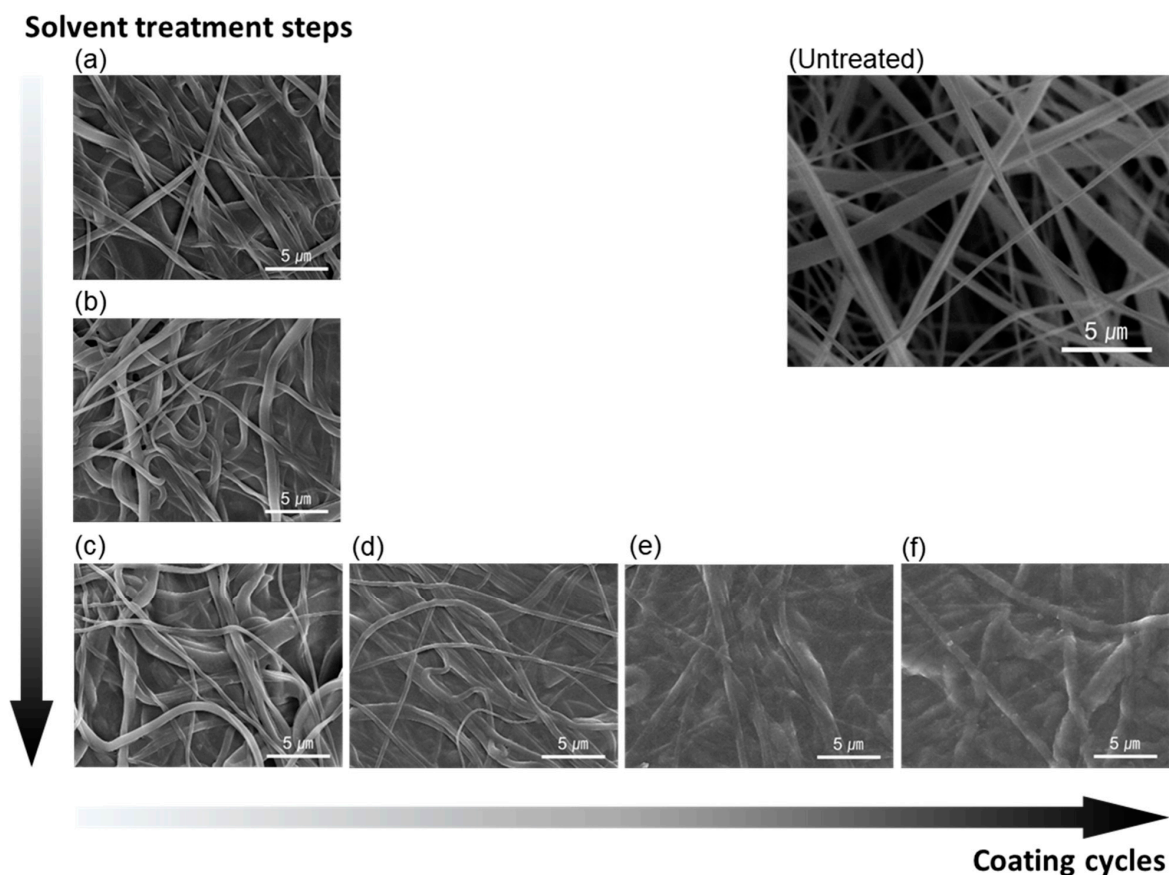 Solvent treatment steps
(a)
(Untreated)
5 ㎛
5 ㎛
(b)
5 ㎛
(c)
(d)
(e)
(f)
5 ㎛
5 ㎛
5 ㎛
5 ㎛
Coating cycles